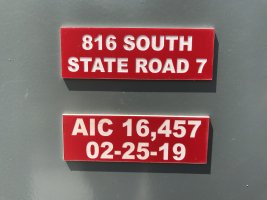 816 SOUTH
STATE ROAD 7
AIC 16,457
02-25-19